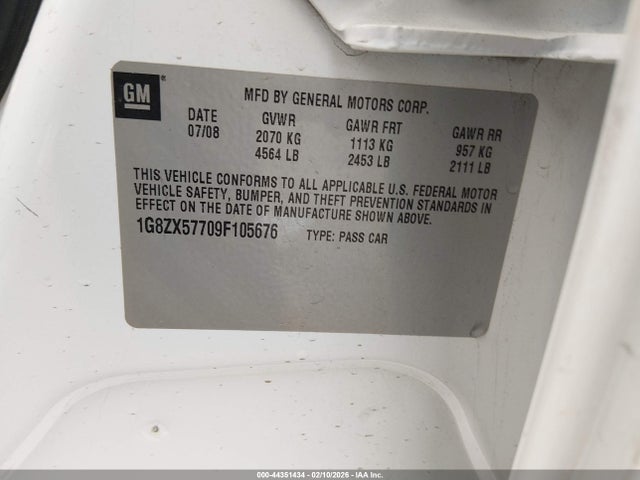 GM ®
MFD BY GENERAL MOTORS CORP.
DATE GVWR GAWR FRT GAWR RR
07/08 2070 KG 1113 KG 957 KG
4564 LB 2453 LB 2111 LB
THIS VEHICLE CONFORMS TO ALL APPLICABLE U.S. FEDERAL MOTOR
VEHICLE SAFETY, BUMPER, AND THEFT PREVENTION STANDARDS IN
EFFECT ON THE DATE OF MANUFACTURE SHOWN ABOVE.
1G8ZX57709F105676 TYPE: PASS CAR
000-44351434 - 02/10/2026 - IAA Inc.